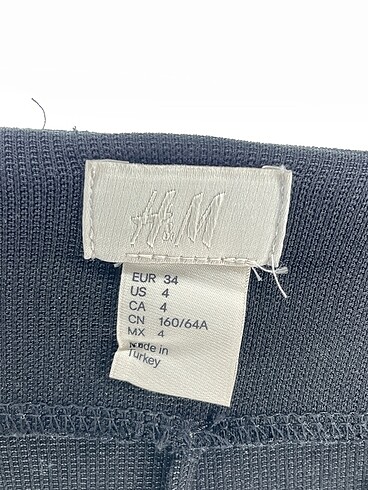 H&M
EUR 34
US 4
CA 4
CN 160/64A
MX 4
Made in
Turkey